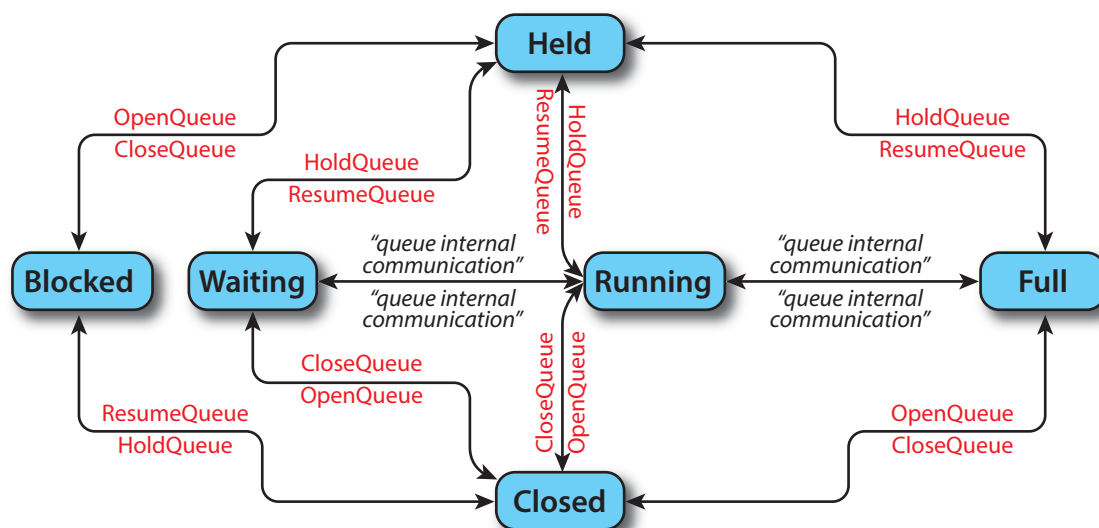 Held
OpenQueue
CloseQueue
HoldQueue
ResumeQueue
HoldQueue
ResumeQueue
HoldQueue
ResumeQueue
Blocked
Waiting
“queue internal
communication”
“queue internal
communication”
Running
“queue internal
communication”
“queue internal
communication”
Full
CloseQueue
OpenQueue
CloseQueue
OpenQueue
ResumeQueue
HoldQueue
OpenQueue
CloseQueue
Closed